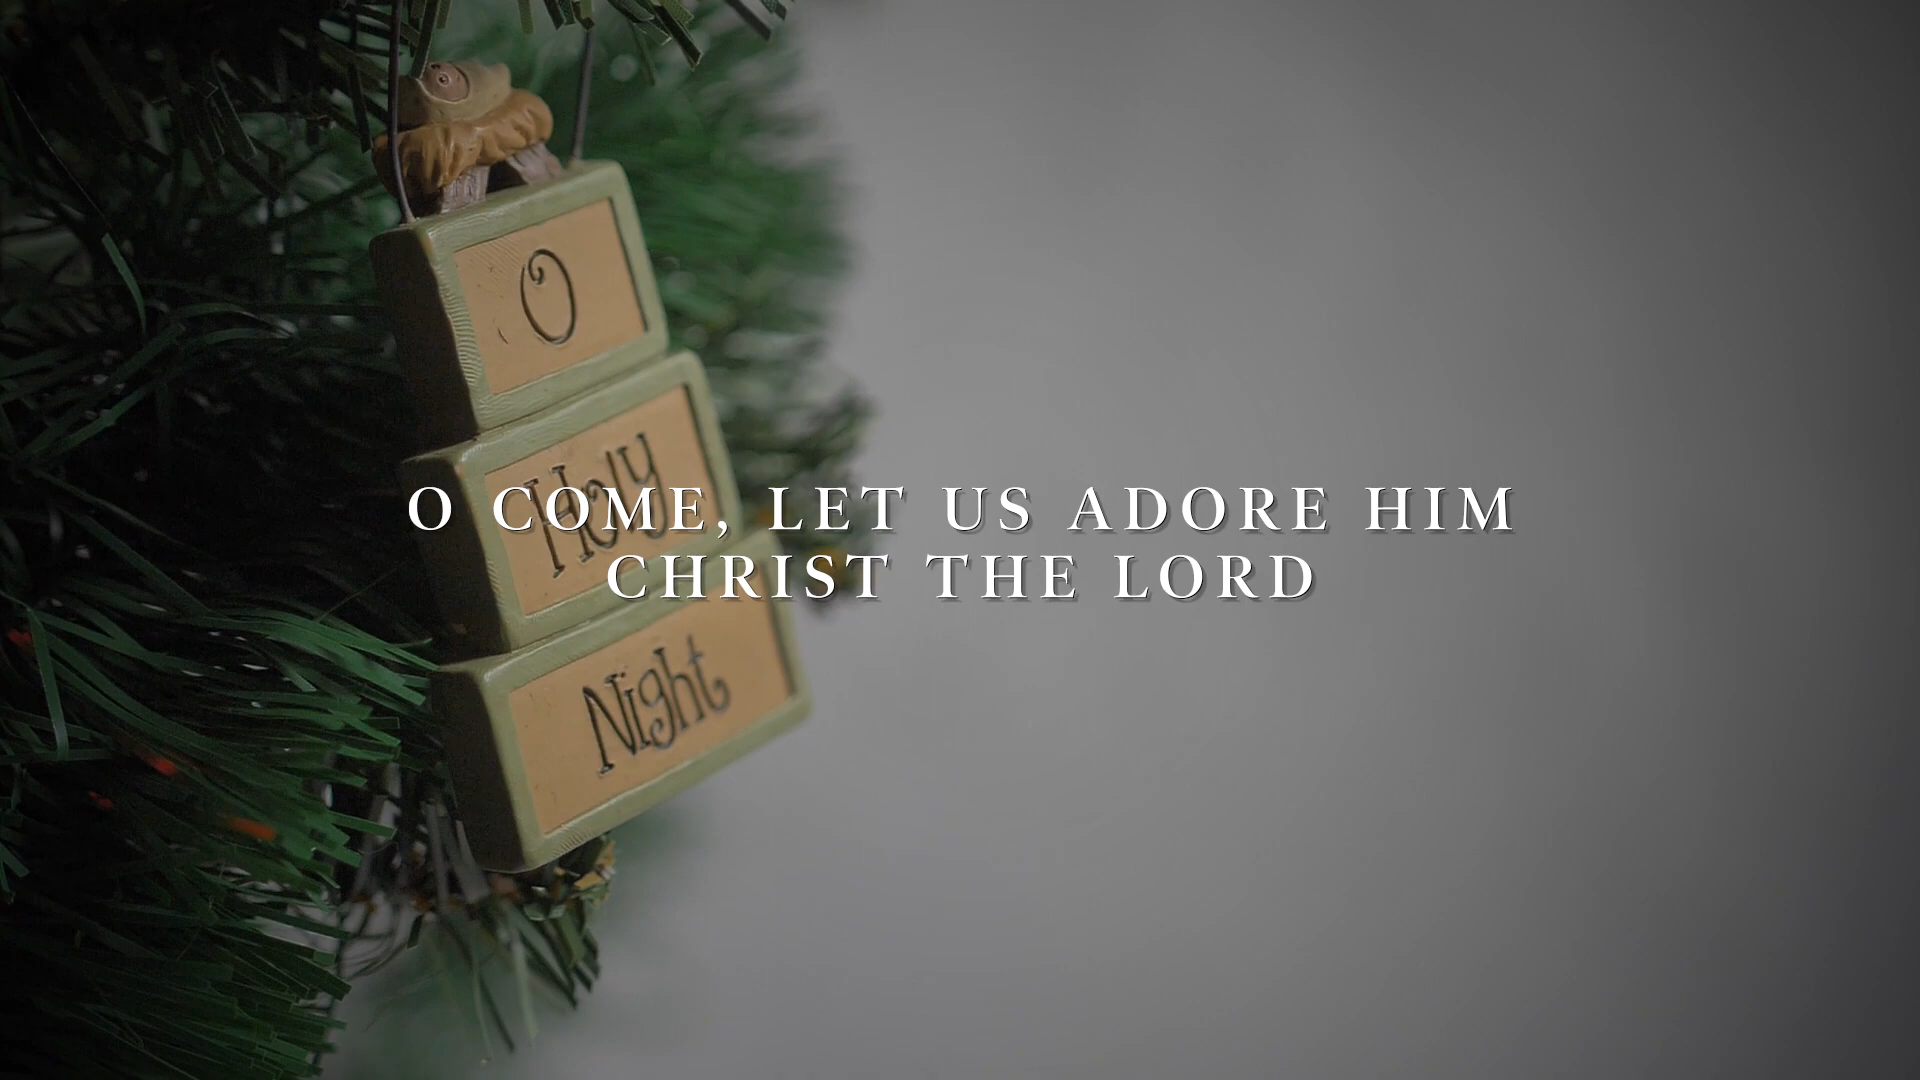 O
Holy
Night
O COME, LET US ADORE HIM
CHRIST THE LORD